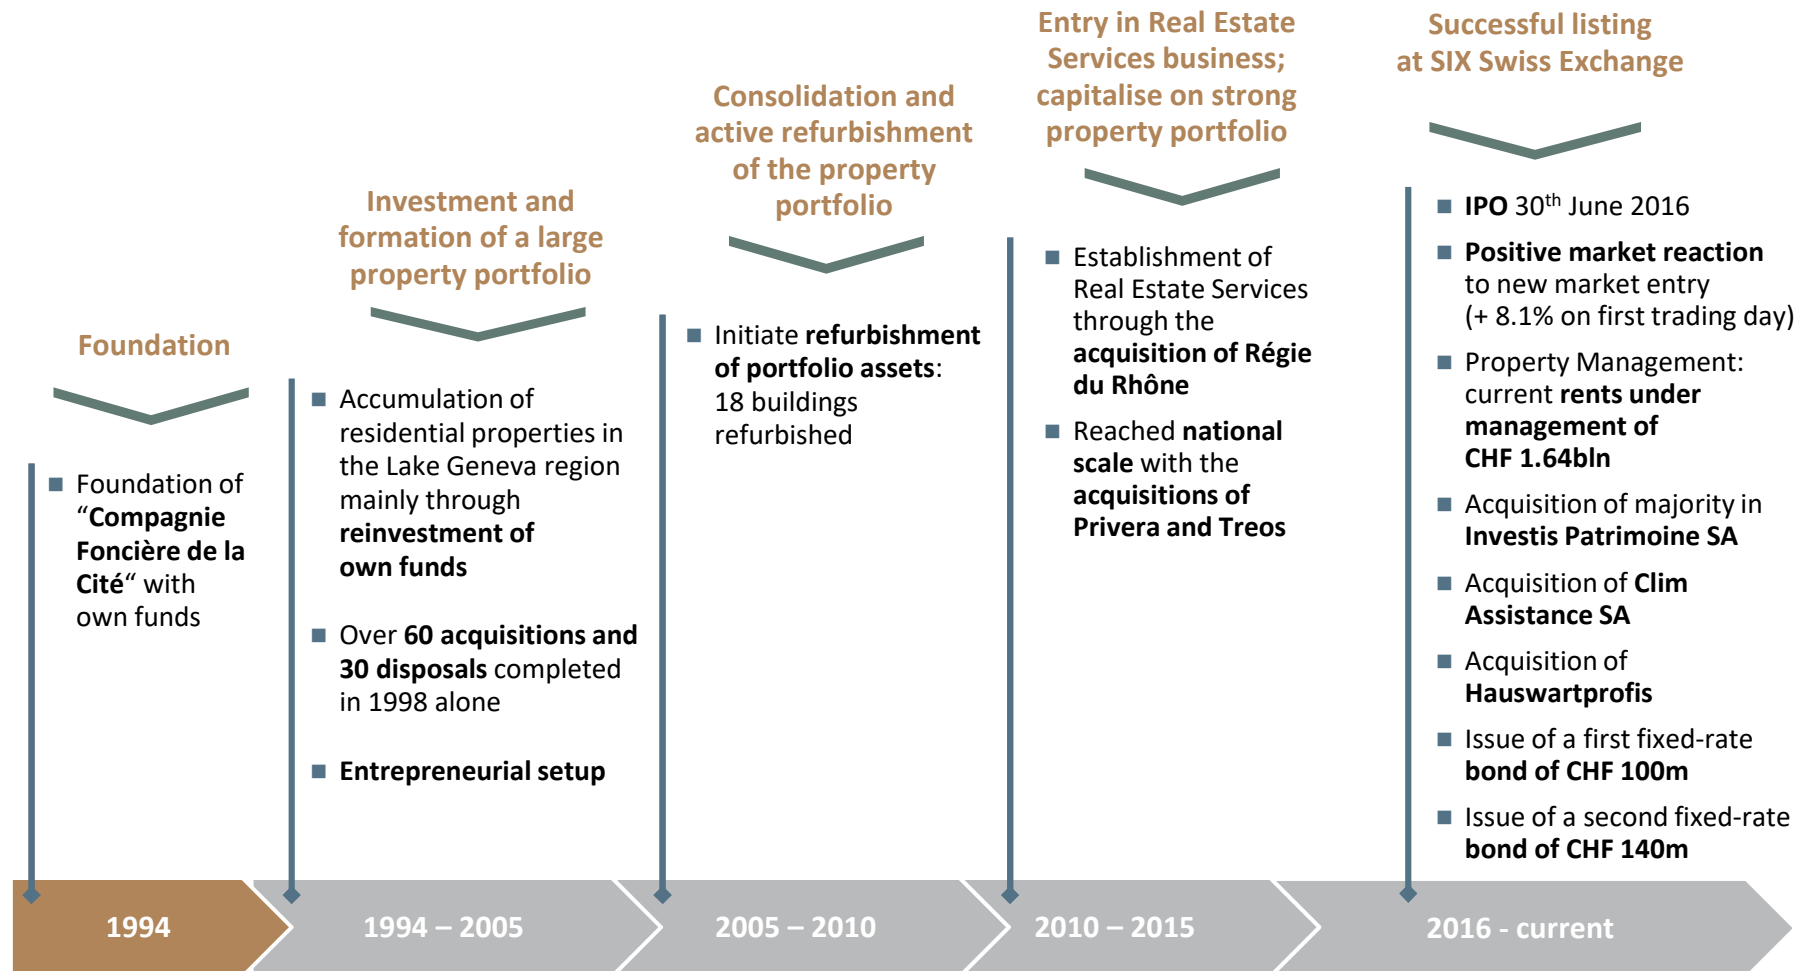 Foundation
Foundation of
“Compagnie
Foncière de la
Cité“ with
own funds
1994
Investment and
formation of a large
property portfolio
Accumulation of
residential properties in
the Lake Geneva region
mainly through
reinvestment of
own funds
Over 60 acquisitions and
30 disposals completed
in 1998 alone
Entrepreneurial setup
1994 – 2005
Consolidation and
active refurbishment
of the property
portfolio
Initiate refurbishment
of portfolio assets:
18 buildings
refurbished
2005 – 2010
Entry in Real Estate
Services business;
capitalise on strong
property portfolio
Establishment of
Real Estate Services
through the
acquisition of Régie
du Rhône
Reached national
scale with the
acquisitions of
Privera and Treos
2010 – 2015
Successful listing
at SIX Swiss Exchange
IPO 30th June 2016
Positive market reaction
to new market entry
(+ 8.1% on first trading day)
Property Management:
current rents under
management of
CHF 1.64bln
Acquisition of majority in
Investis Patrimoine SA
Acquisition of Clim
Assistance SA
Acquisition of
Hauswartprofis
Issue of a first fixed-rate
bond of CHF 100m
Issue of a second fixed-rate
bond of CHF 140m
2016 - current